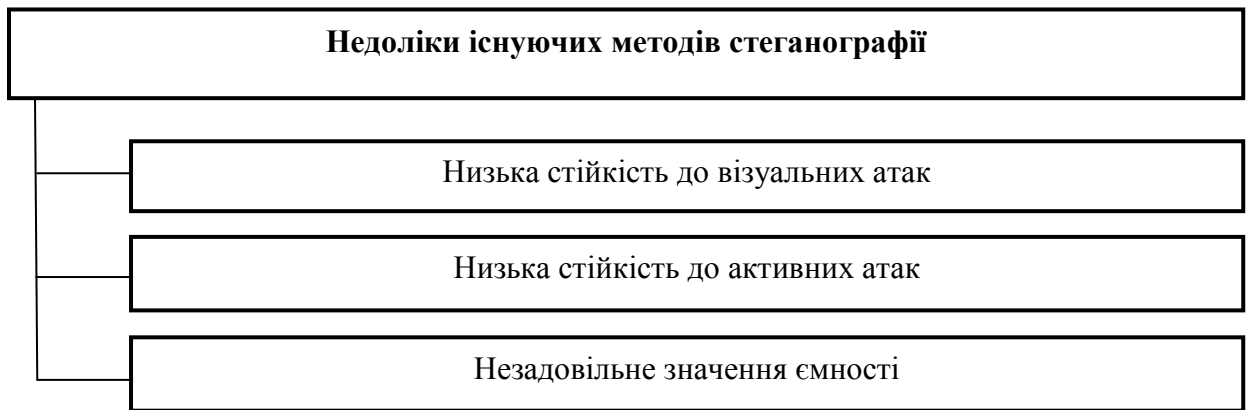 Недоліки існуючих методів стеганографії
Низька стійкість до візуальних атак
Низька стійкість до активних атак
Незадовільне значення ємності